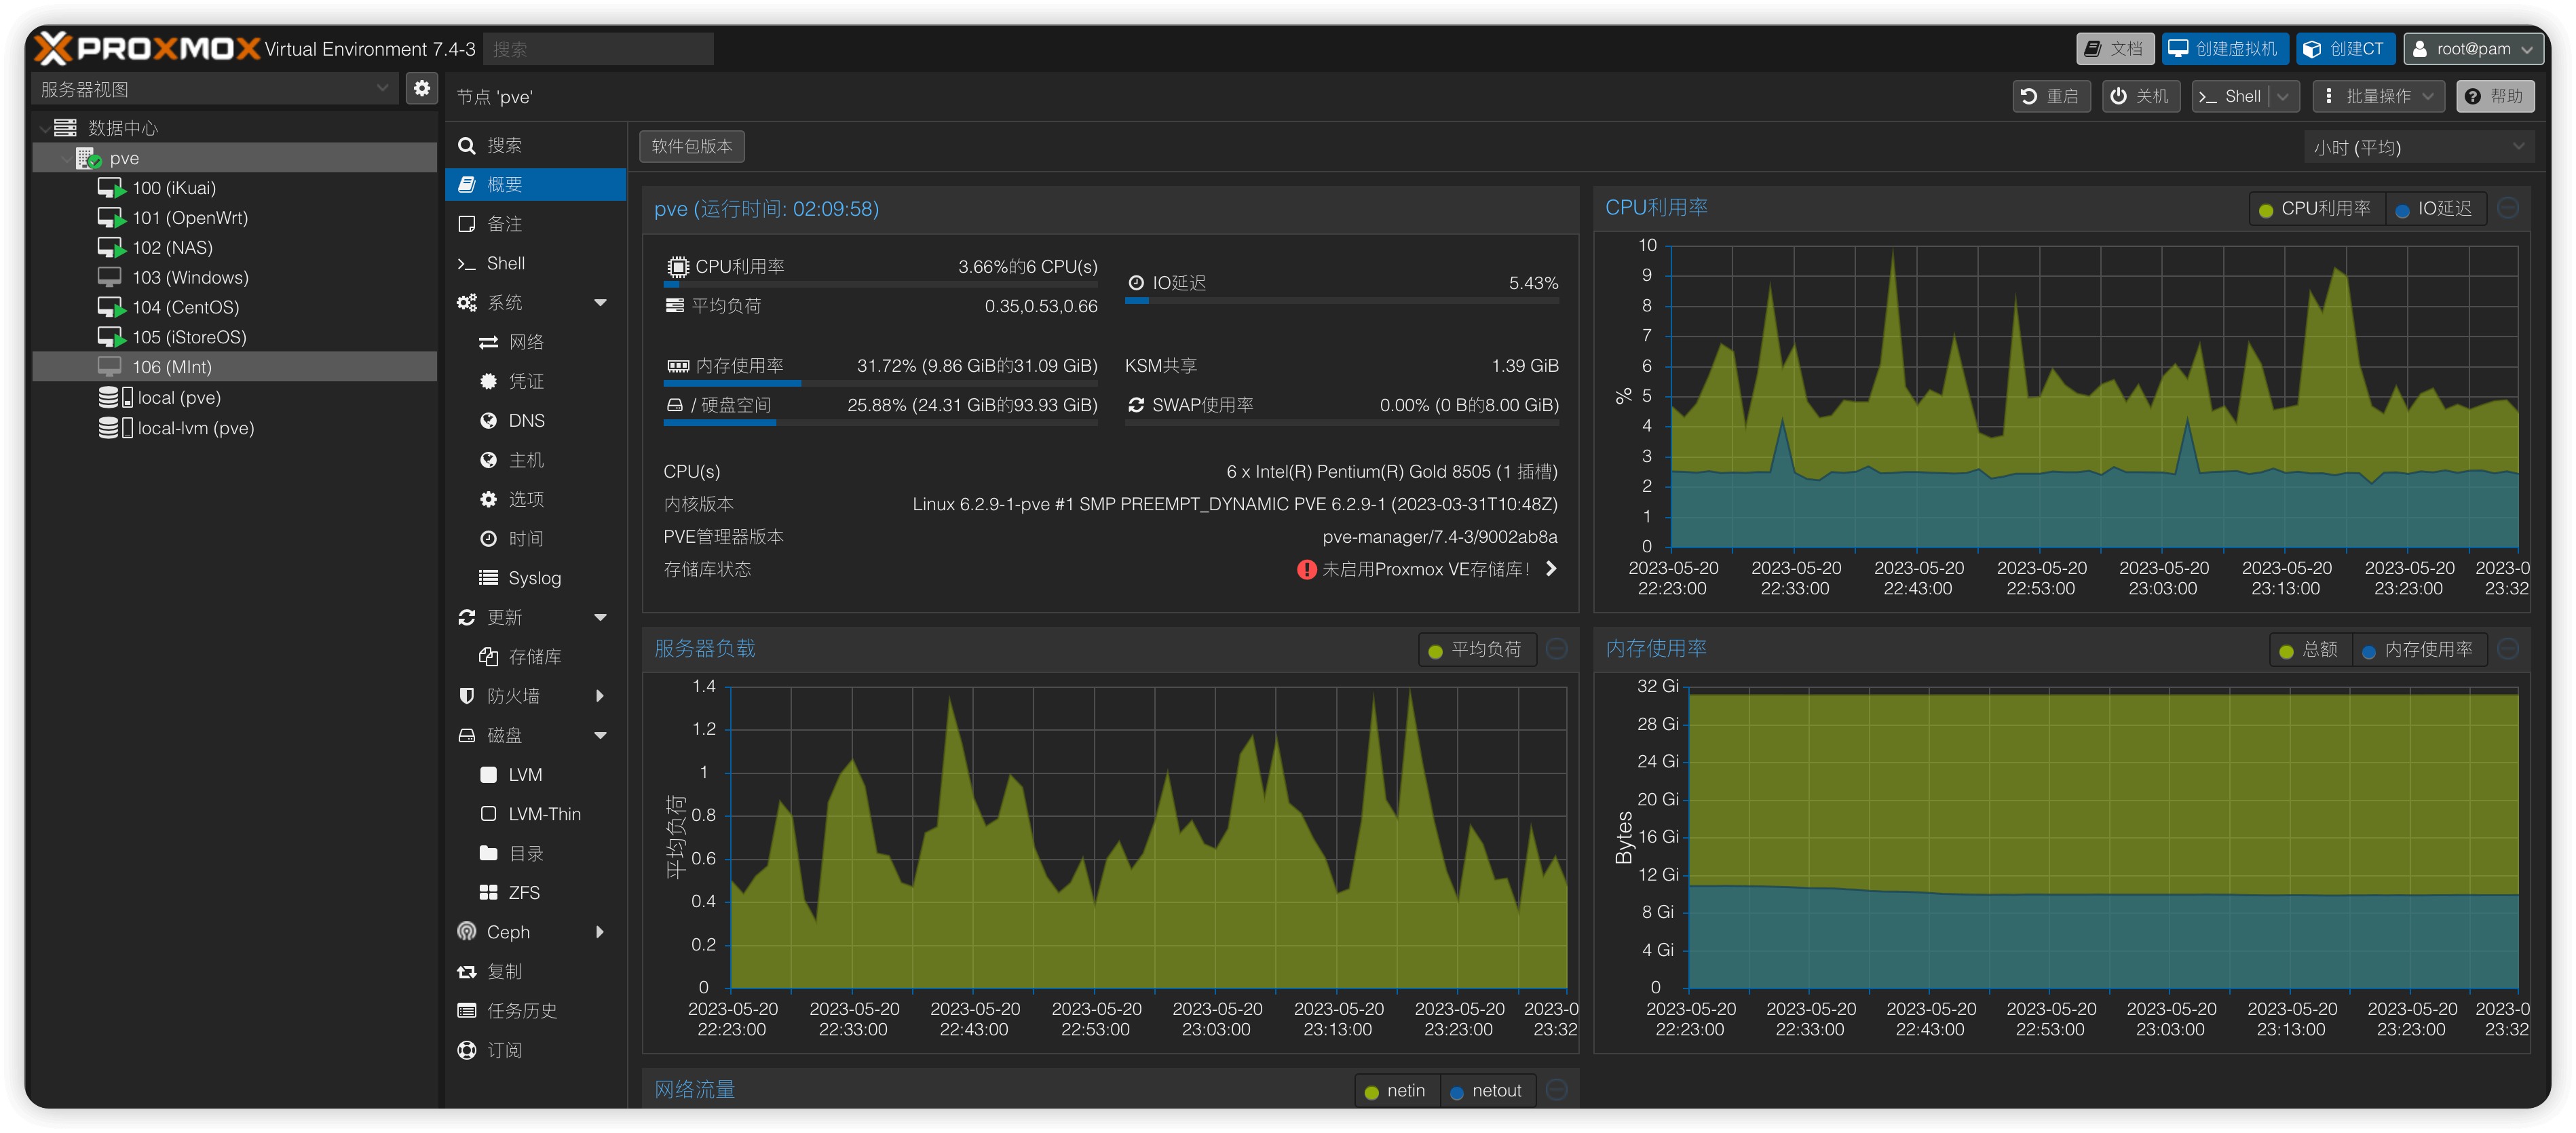 PROXMOX Virtual Environment 7.4-3 搜索 文档 创建虚拟机 创建CT root@pam
服务器视图
数据中心
pve
100 (iKuai)
101 (OpenWrt)
102 (NAS)
103 (Windows)
104 (CentOS)
105 (iStoreOS)
106 (MInt)
local (pve)
local-lvm (pve)
节点 'pve' 重启 关机 Shell 批量操作 帮助
搜索
概要
备注
Shell
系统
网络
凭证
DNS
主机
选项
时间
Syslog
更新
存储库
防火墙
磁盘
LVM
LVM-Thin
目录
ZFS
Ceph
复制
任务历史
订阅
软件包版本 小时 (平均)
pve (运行时间: 02:09:58)
CPU利用率 3.66%的6 CPU(s)
IO延迟 5.43%
平均负荷 0.35,0.53,0.66
内存使用率 31.72% (9.86 GiB的31.09 GiB)
KSM共享 1.39 GiB
/ 硬盘空间 25.88% (24.31 GiB的93.93 GiB)
SWAP使用率 0.00% (0 B的8.00 GiB)
CPU(s) 6 x Intel(R) Pentium(R) Gold 8505 (1 插槽)
内核版本 Linux 6.2.9-1-pve #1 SMP PREEMPT_DYNAMIC PVE 6.2.9-1 (2023-03-31T10:48Z)
PVE管理器版本 pve-manager/7.4-3/9002ab8a
存储库状态 未启用Proxmox VE存储库!
CPU利用率 CPU利用率 IO延迟
10
9
8
7
6
5
4
3
2
1
0
%
2023-05-20 2023-05-20 2023-05-20 2023-05-20 2023-05-20 2023-05-20 2023-05-20 2023-0
22:23:00 22:33:00 22:43:00 22:53:00 23:03:00 23:13:00 23:23:00 23:32
服务器负载 平均负荷
1.4
1.2
1
0.8
0.6
0.4
0.2
0
平均负荷
2023-05-20 2023-05-20 2023-05-20 2023-05-20 2023-05-20 2023-05-20 2023-05-20 2023-0
22:23:00 22:33:00 22:43:00 22:53:00 23:03:00 23:13:00 23:23:00 23:32
内存使用率 总额 内存使用率
32 Gi
28 Gi
24 Gi
20 Gi
16 Gi
12 Gi
8 Gi
4 Gi
0
Bytes
2023-05-20 2023-05-20 2023-05-20 2023-05-20 2023-05-20 2023-05-20 2023-05-20 2023-0
22:23:00 22:33:00 22:43:00 22:53:00 23:03:00 23:13:00 23:23:00 23:32
网络流量 netin netout